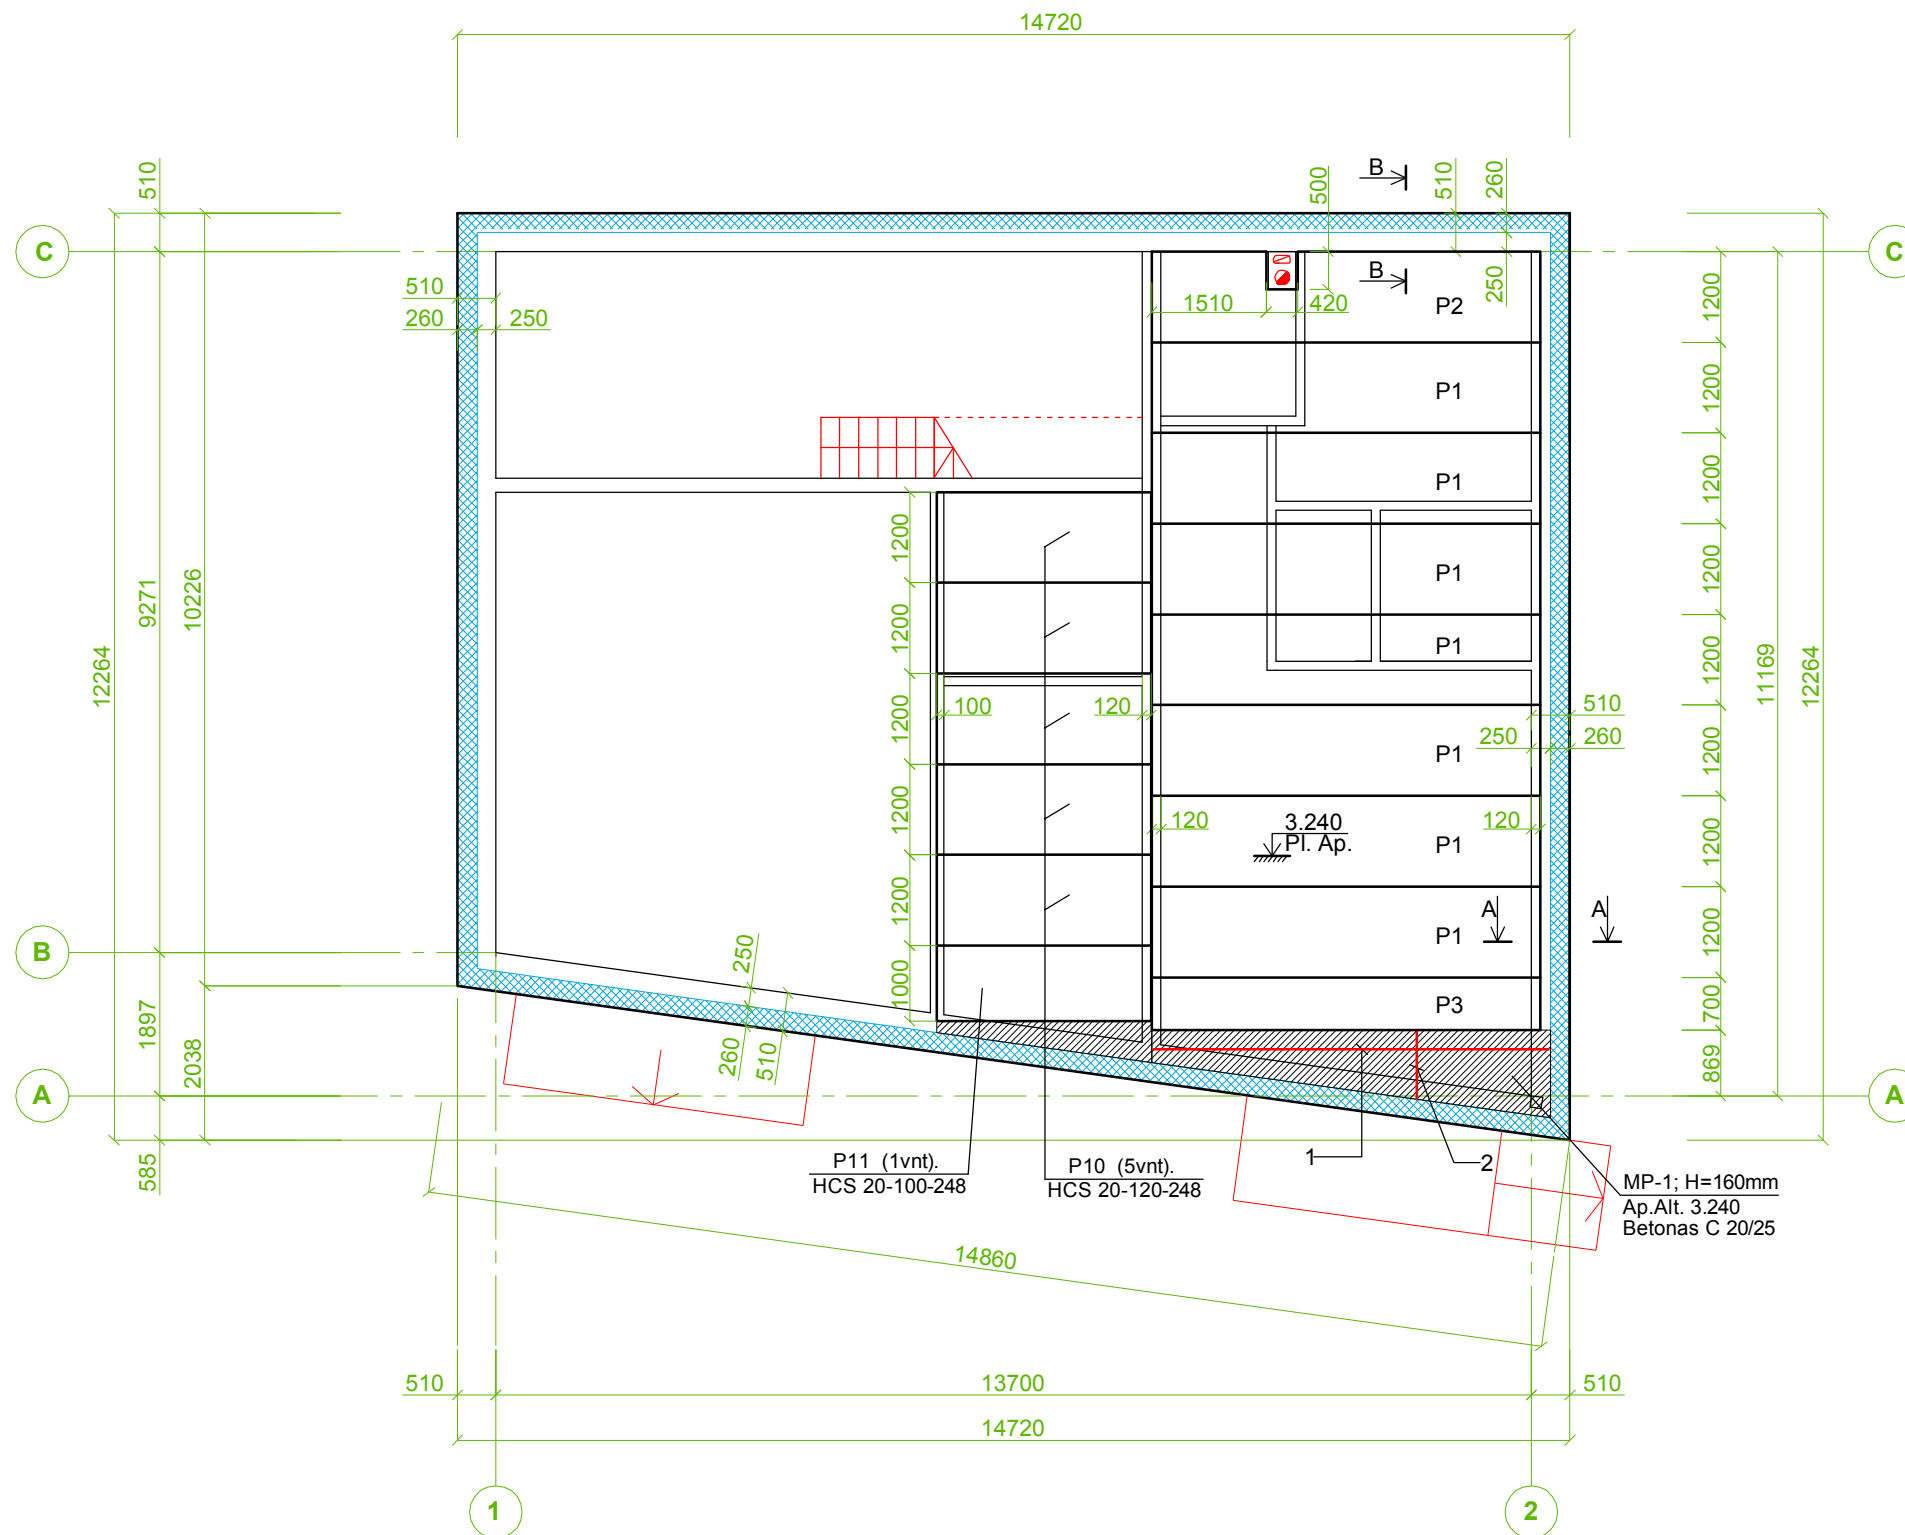 14720
510
500
510
260
B
C
C
510
260
250
B
1510
420
250
P2
1200
P1
1200
P1
1200
1200
P1
1200
1200
P1
1200
9271
10226
12264
11169
12264
100
120
1200
510
250
260
P1
1200
1200
120
3.240
Pl. Ap.
120
P1
1200
1200
A
A
P1
1200
B
250
1000
P3
700
1897
2038
260
510
869
A
A
585
P11 (1vnt).
HCS 20-100-248
P10 (5vnt).
HCS 20-120-248
1
2
MP-1; H=160mm
Ap.Alt. 3.240
Betonas C 20/25
14860
510
13700
510
14720
1
2